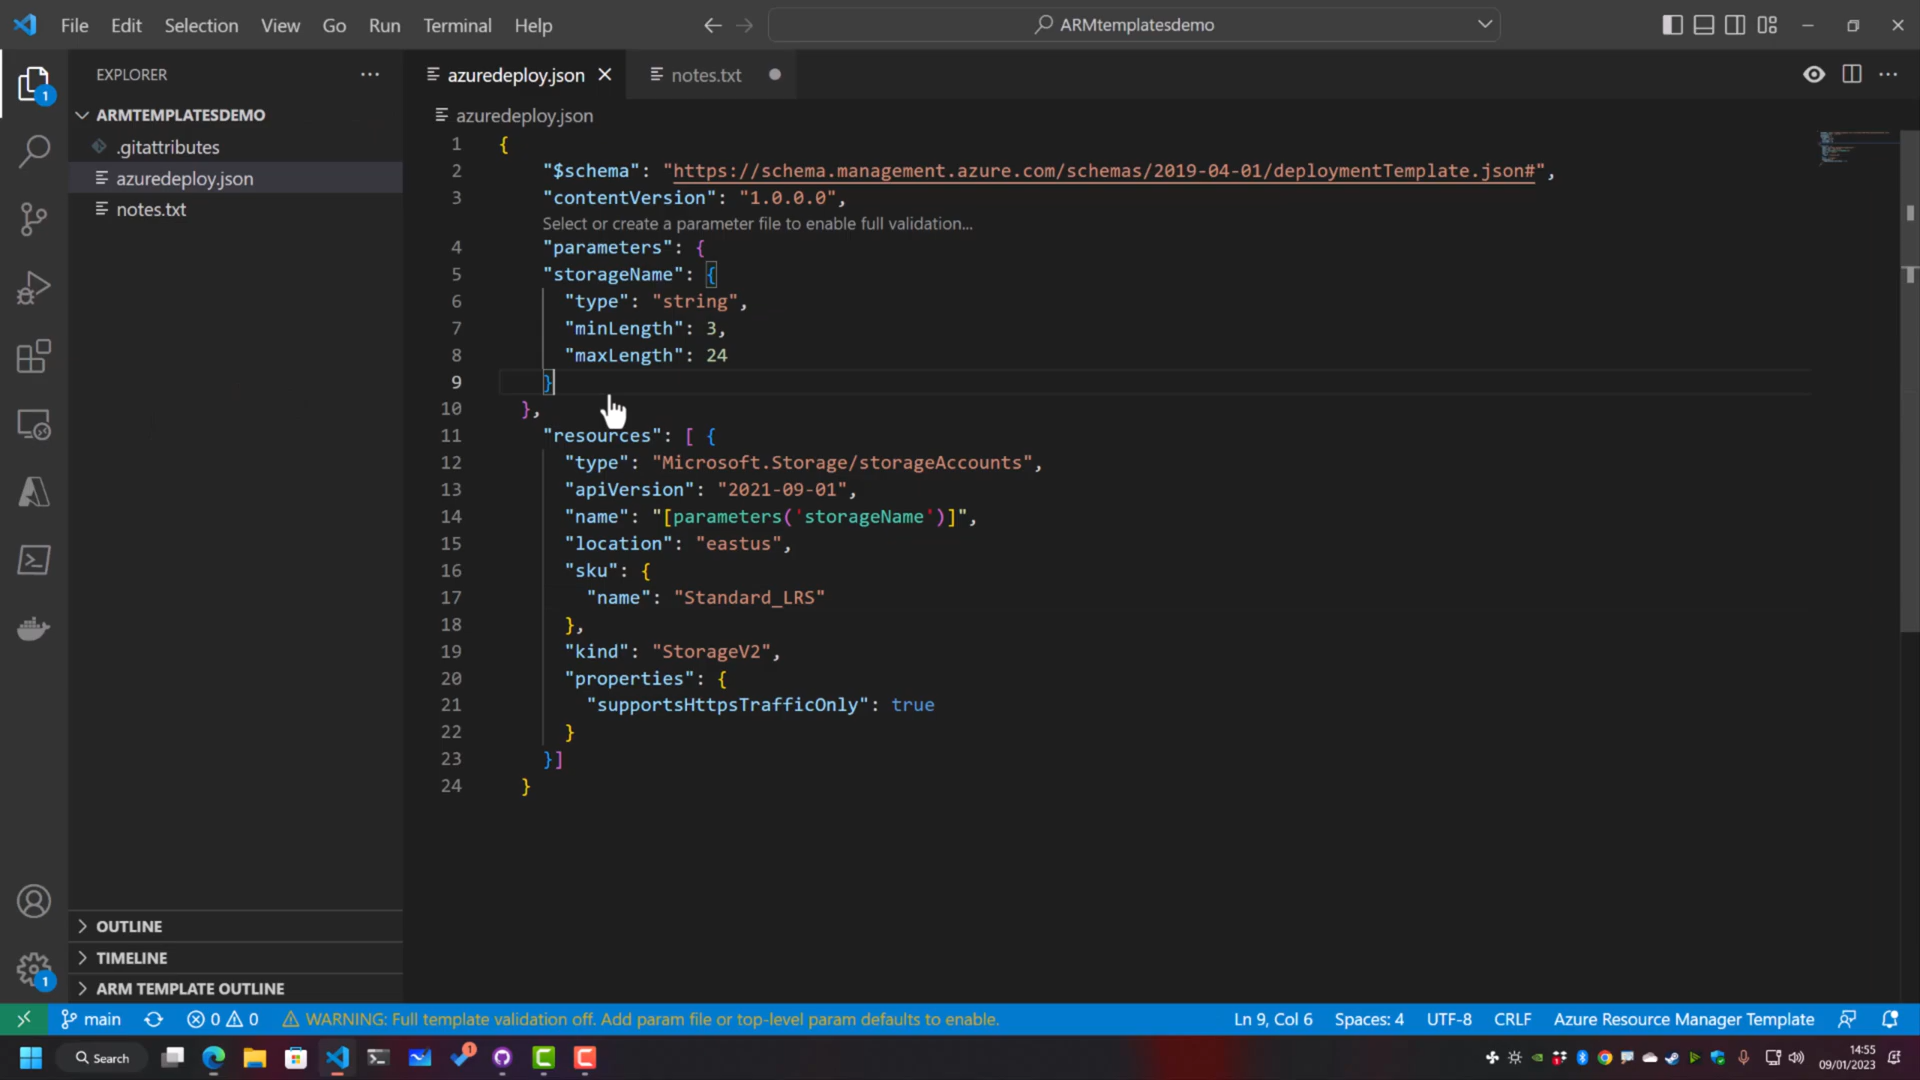 File Edit Selection View Go Run Terminal Help
ARMtemplatesdemo
EXPLORER
1
ARMTEMPLATESDEMO
.gitattributes
azuredeploy.json
notes.txt
OUTLINE
TIMELINE
ARM TEMPLATE OUTLINE
1
azuredeploy.json
notes.txt
azuredeploy.json
1 {
2 "$schema": "https://schema.management.azure.com/schemas/2019-04-01/deploymentTemplate.json#",
3 "contentVersion": "1.0.0.0",
Select or create a parameter file to enable full validation...
4 "parameters": {
5 "storageName": {
6 "type": "string",
7 "minLength": 3,
8 "maxLength": 24
9 }
10 },
11 "resources": [ {
12 "type": "Microsoft.Storage/storageAccounts",
13 "apiVersion": "2021-09-01",
14 "name": "[parameters('storageName')]",
15 "location": "eastus",
16 "sku": {
17 "name": "Standard_LRS"
18 },
19 "kind": "StorageV2",
20 "properties": {
21 "supportsHttpsTrafficOnly": true
22 }
23 }]
24 }
main 0 0 WARNING: Full template validation off. Add param file or top-level param defaults to enable. Ln 9, Col 6 Spaces: 4 UTF-8 CRLF Azure Resource Manager Template
Search
1
14:55
09/01/2023